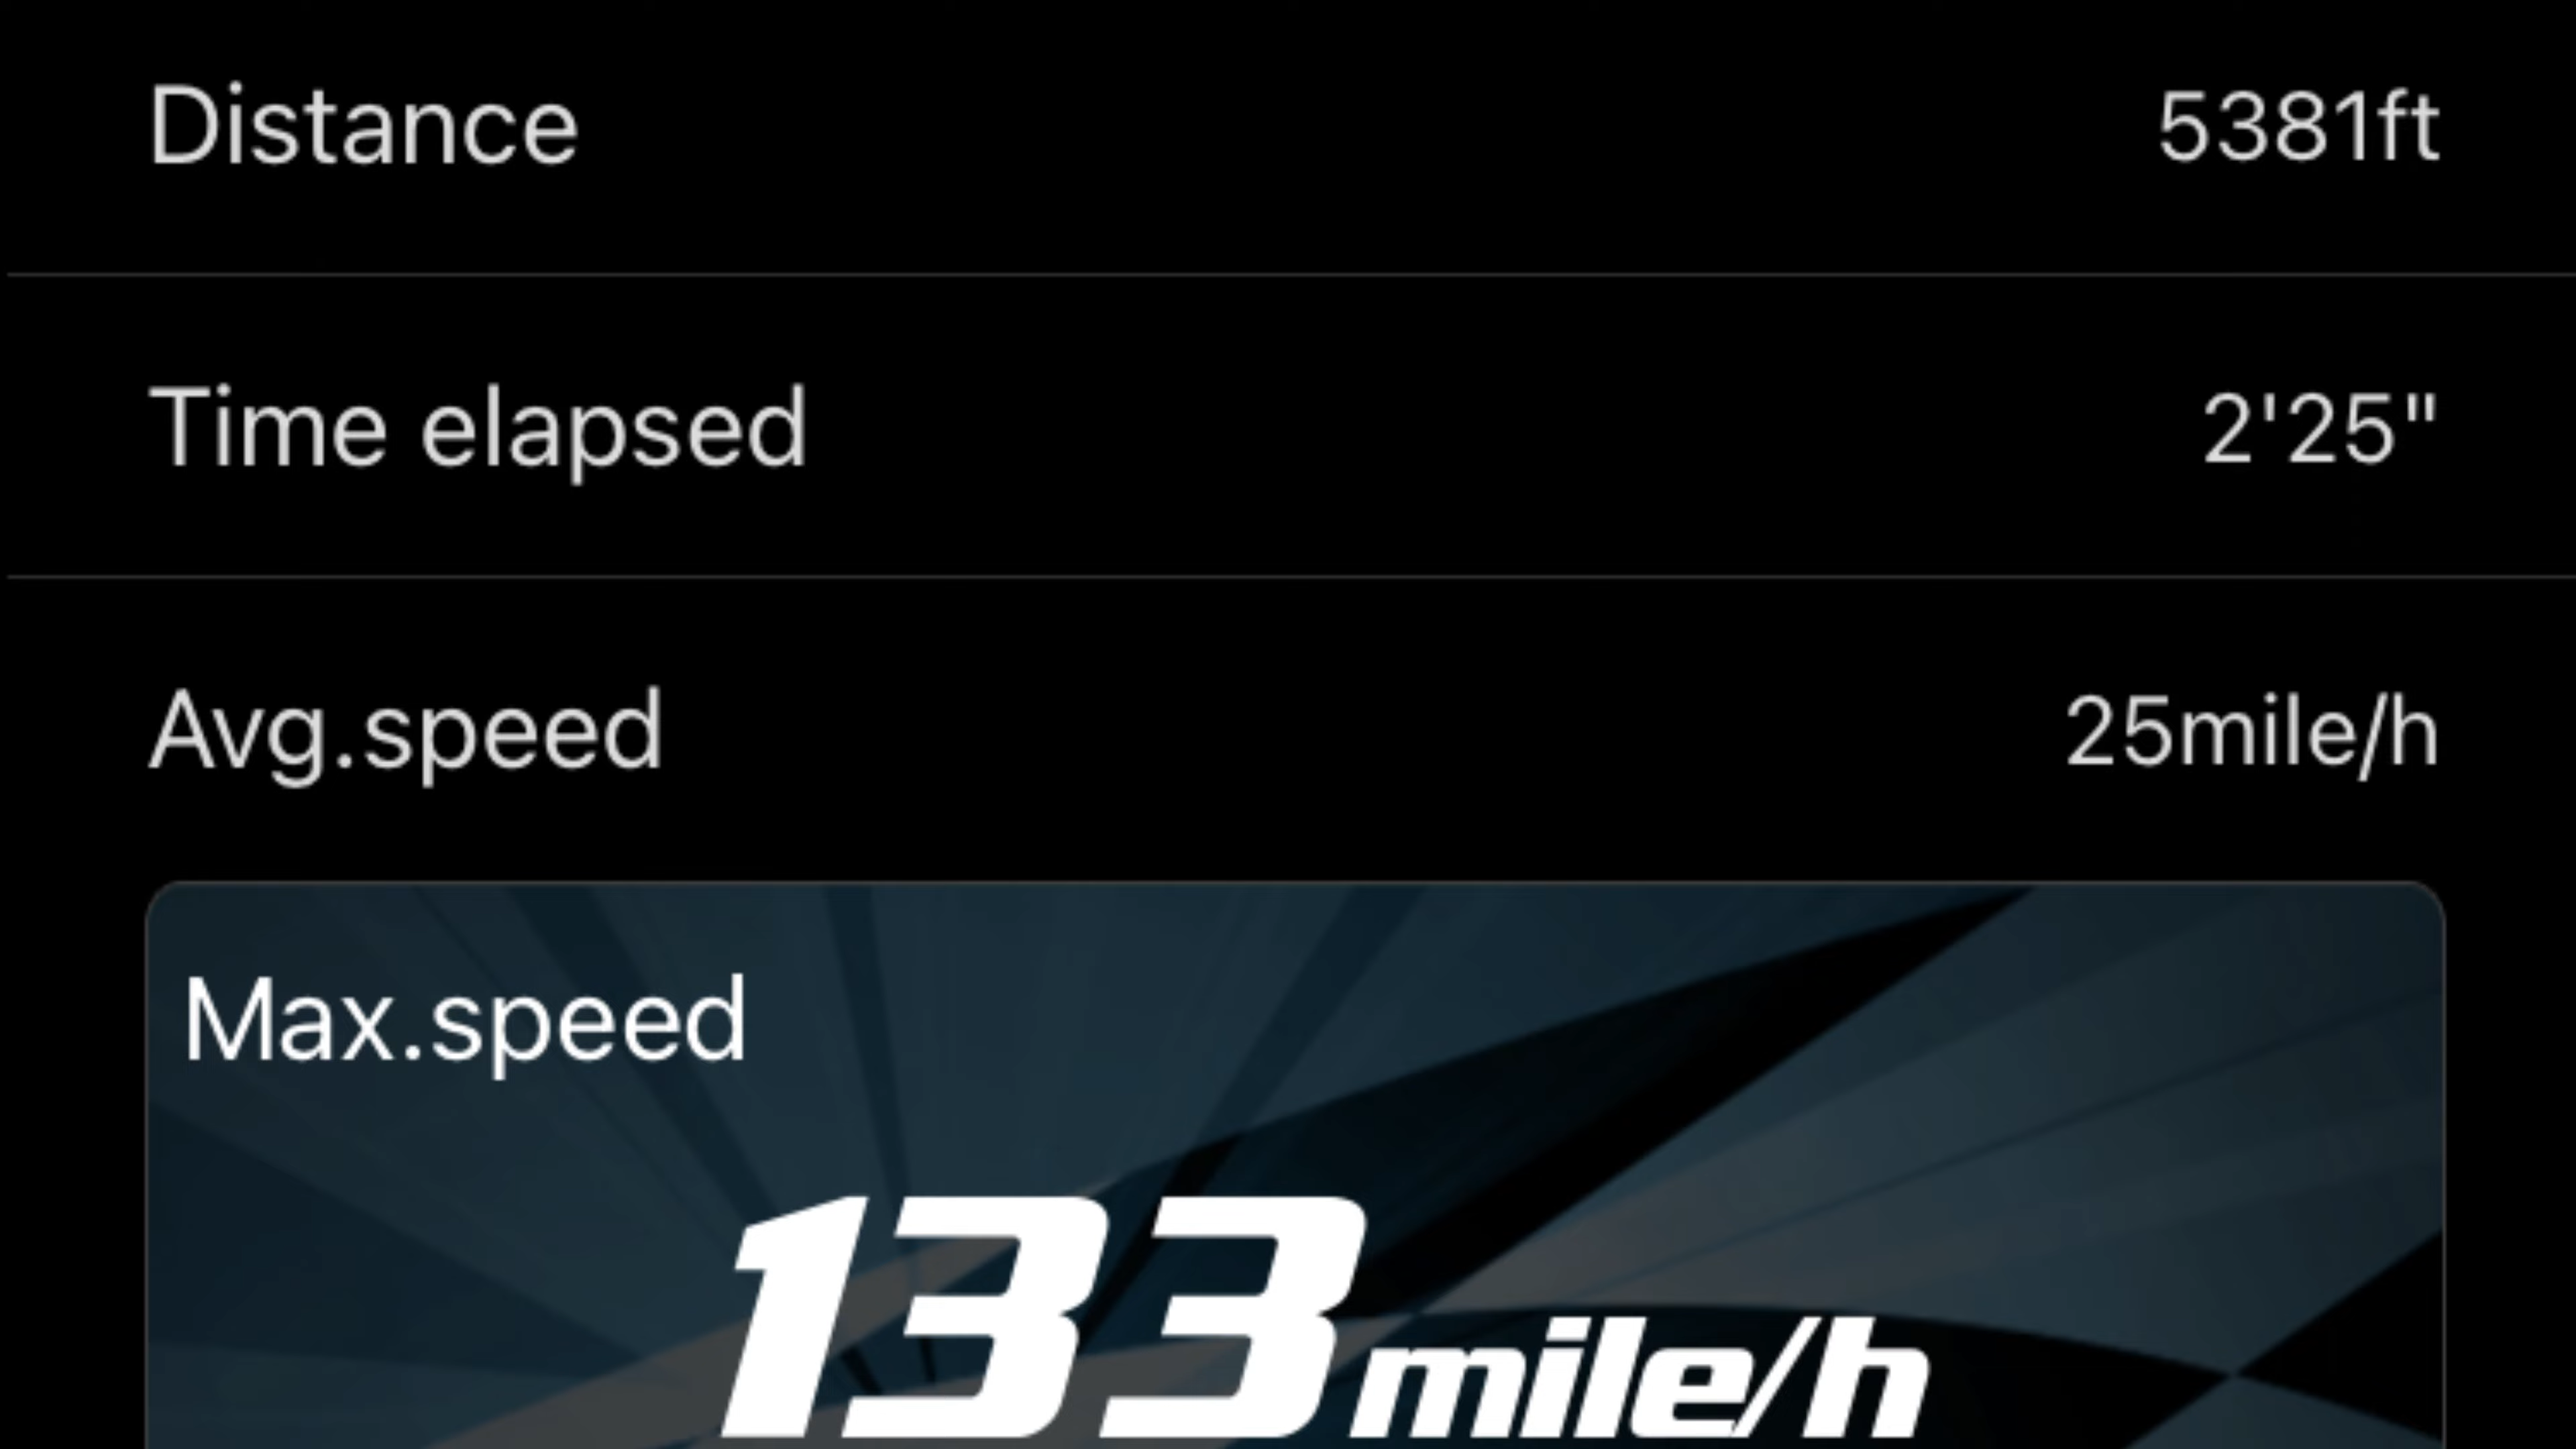 Distance 5381ft
Time elapsed 2'25"
Avg.speed 25mile/h
Max.speed
133mile/h